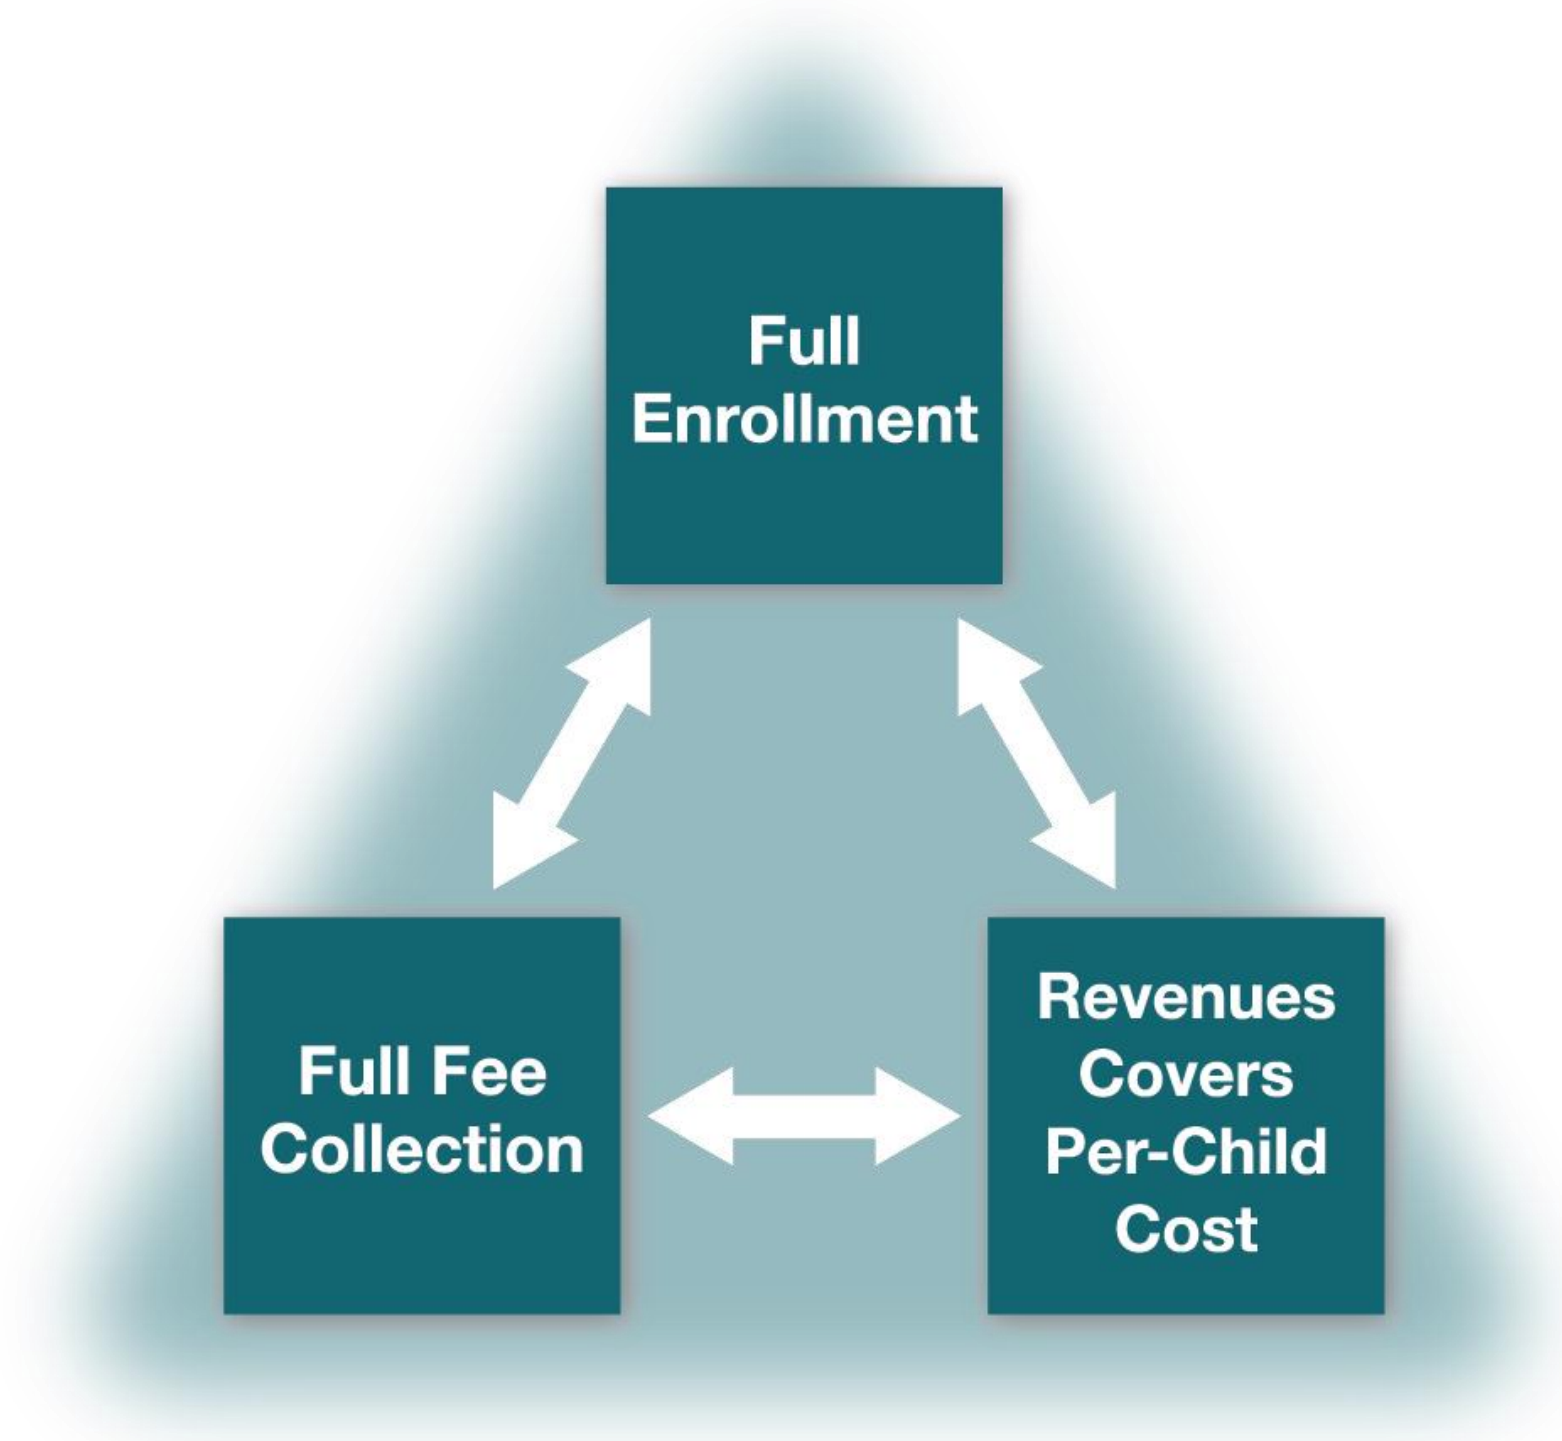 Full
Enrollment
Full Fee
Collection
Revenues
Covers
Per-Child
Cost